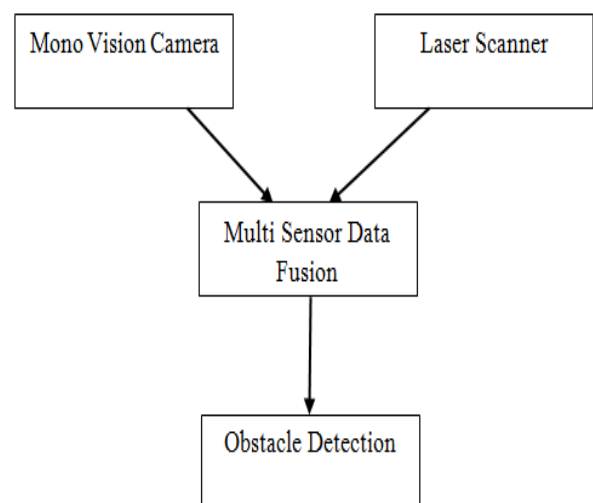 Mono Vision Camera
Laser Scanner
Multi Sensor Data
Fusion
Obstacle Detection